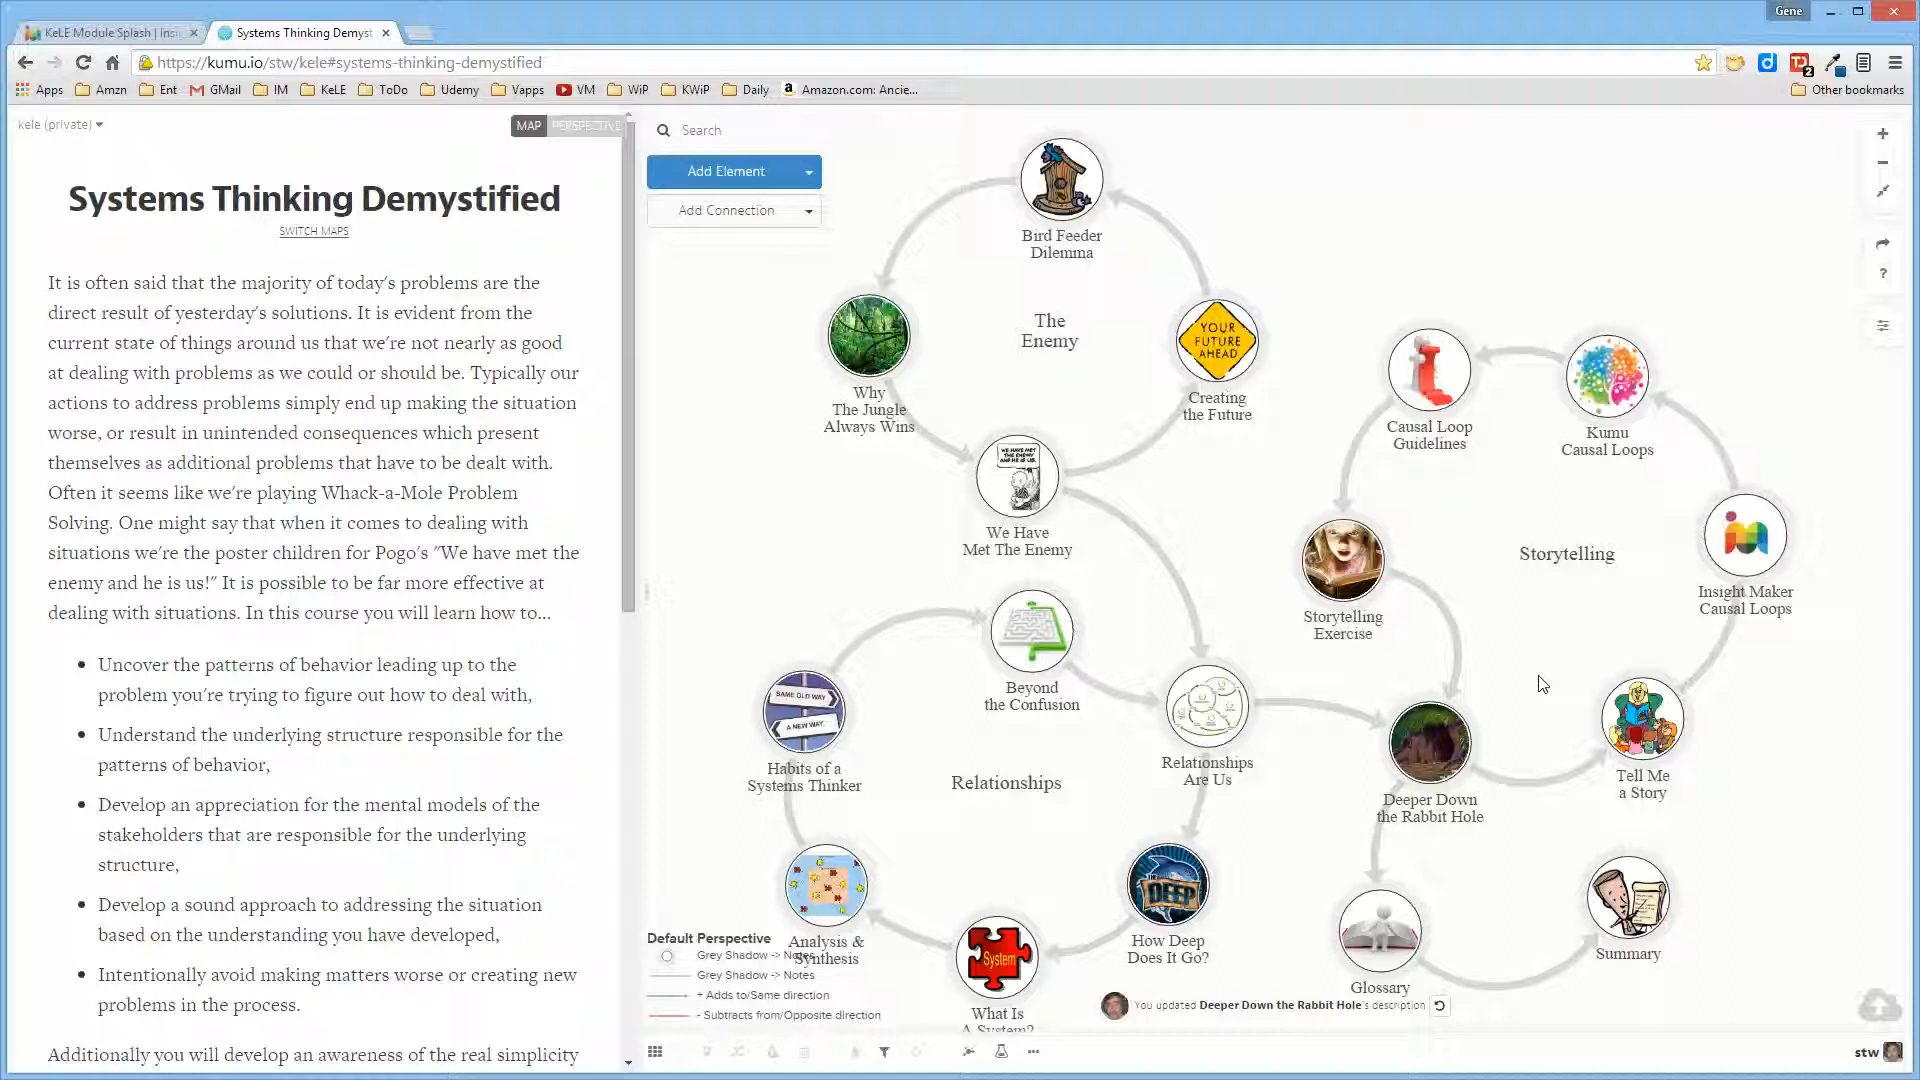 Gene
KeLE Module Splash | Insi
Systems Thinking Demyst
https://kumu.io/stw/kele#systems-thinking-demystified
Apps
Amzn
Ent
GMail
IM
KeLE
ToDo
Udemy
Vapps
VM
WiP
KWiP
Daily
Amazon.com: Ancie...
Other bookmarks
kele (private)
MAP
PERSPECTIVE
Systems Thinking Demystified
SWITCH MAPS
It is often said that the majority of today's problems are the
direct result of yesterday's solutions. It is evident from the
current state of things around us that we're not nearly as good
at dealing with problems as we could or should be. Typically our
actions to address problems simply end up making the situation
worse, or result in unintended consequences which present
themselves as additional problems that have to be dealt with.
Often it seems like we're playing Whack-a-Mole Problem
Solving. One might say that when it comes to dealing with
situations we're the poster children for Pogo's "We have met the
enemy and he is us!" It is possible to be far more effective at
dealing with situations. In this course you will learn how to...
Uncover the patterns of behavior leading up to the
problem you're trying to figure out how to deal with,
Understand the underlying structure responsible for the
patterns of behavior,
Develop an appreciation for the mental models of the
stakeholders that are responsible for the underlying
structure,
Develop a sound approach to addressing the situation
based on the understanding you have developed,
Intentionally avoid making matters worse or creating new
problems in the process.
Additionally you will develop an awareness of the real simplicity
Search
Add Element
Add Connection
Bird Feeder
Dilemma
The
Enemy
Why
The Jungle
Always Wins
YOUR
FUTURE
AHEAD
Creating
the Future
WE HAVE MET
THE ENEMY
AND HE IS US.
We Have
Met The Enemy
Causal Loop
Guidelines
Kumu
Causal Loops
Storytelling
Insight Maker
Causal Loops
Storytelling
Exercise
Beyond
the Confusion
SAME OLD WAY
A NEW WAY
Habits of a
Systems Thinker
Relationships
Relationships
Are Us
Deeper Down
the Rabbit Hole
Tell Me
a Story
DEEP
How Deep
Does It Go?
Analysis &
Synthesis
System
What Is
A System?
Glossary
Summary
Default Perspective
Grey Shadow -> Notes
Grey Shadow -> Notes
+ Adds to/Same direction
- Subtracts from/Opposite direction
You updated Deeper Down the Rabbit Hole's description
stw